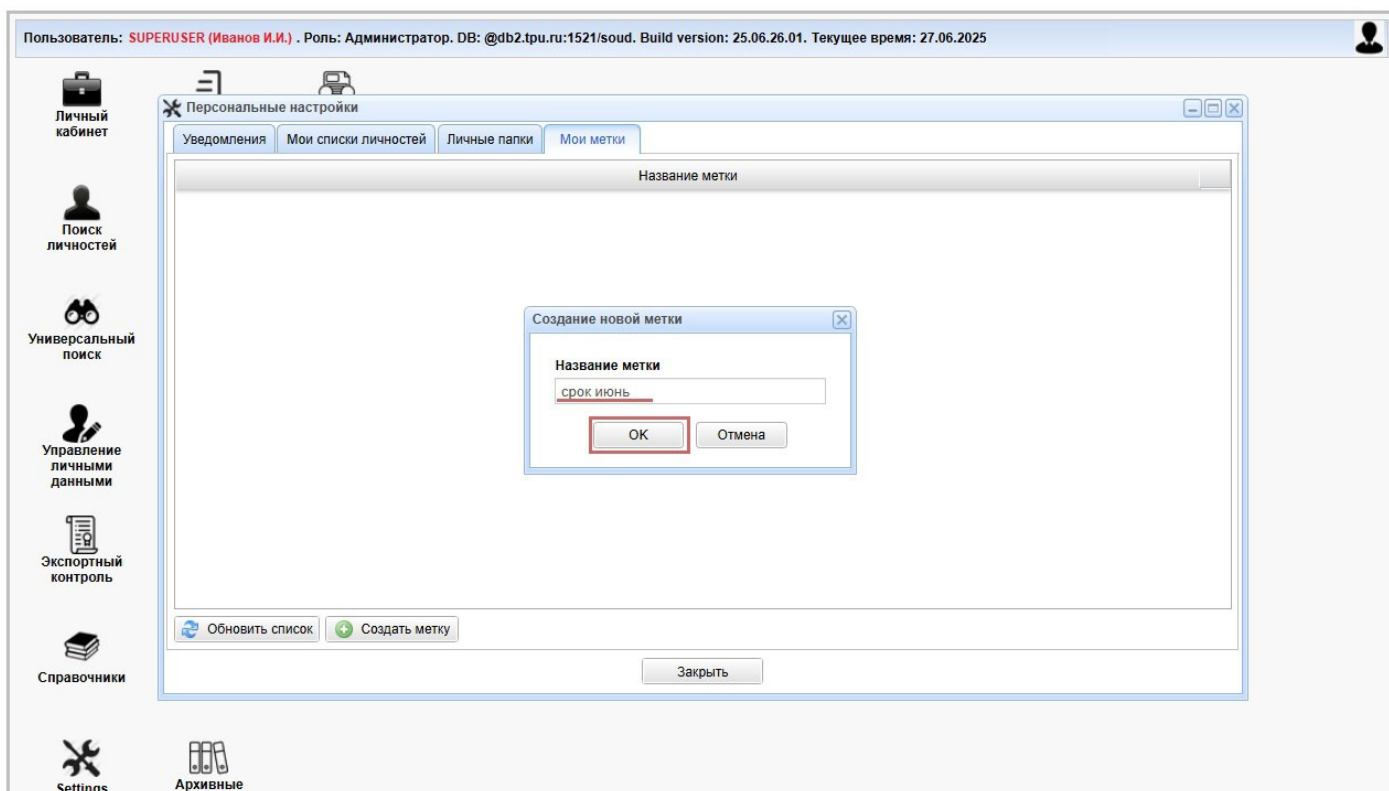 Пользователь: SUPERUSER (Иванов И.И.) . Роль: Администратор. DB: @db2.tpu.ru:1521/soud. Build version: 25.06.26.01. Текущее время: 27.06.2025
Личный
кабинет
Персональные настройки
Уведомления
Мои списки личностей
Личные папки
Мои метки
Название метки
Поиск
личностей
Универсальный
поиск
Создание новой метки
Название метки
срок июнь
OK
Отмена
Управление
личными
данными
Экспортный
контроль
Обновить список
Создать метку
Справочники
Закрыть
Settings
Архивные